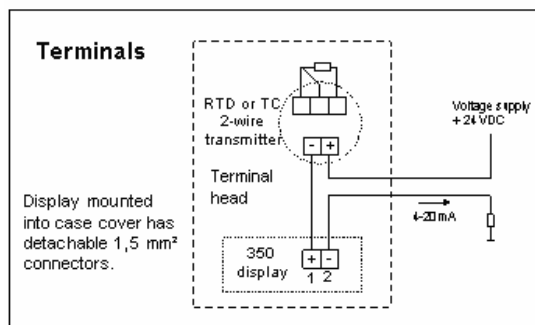 Terminals
RTD or TC
2-wire
transmitter
- +
Voltage supply
+ 24 VDC
Terminal
head
4-20 mA
Display mounted
into case cover has
detachable 1,5 mm²
connectors.
350
display
+ -
1 2